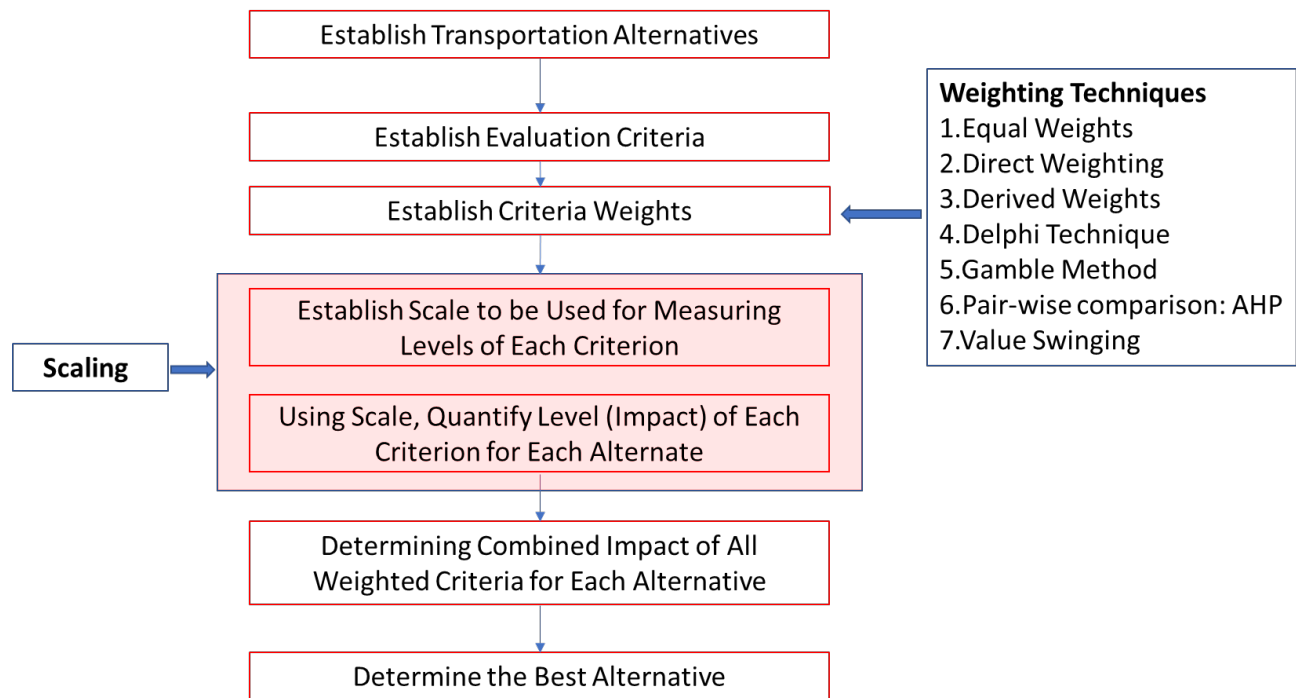 Establish Transportation Alternatives
Establish Evaluation Criteria
Establish Criteria Weights
Weighting Techniques
1.Equal Weights
2.Direct Weighting
3.Derived Weights
4.Delphi Technique
5.Gamble Method
6.Pair-wise comparison: AHP
7.Value Swinging
Scaling
Establish Scale to be Used for Measuring
Levels of Each Criterion
Using Scale, Quantify Level (Impact) of Each
Criterion for Each Alternate
Determining Combined Impact of All
Weighted Criteria for Each Alternative
Determine the Best Alternative